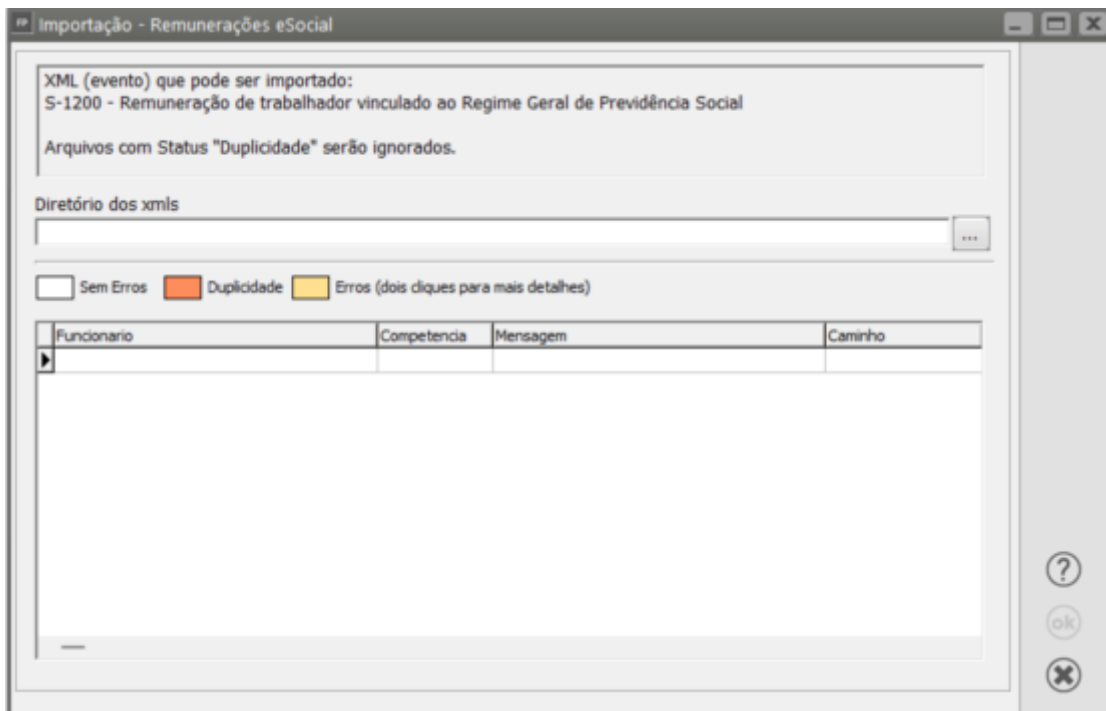 FP Importação - Remunerações eSocial
XML (evento) que pode ser importado:
S-1200 - Remuneração de trabalhador vinculado ao Regime Geral de Previdência Social
Arquivos com Status "Duplicidade" serão ignorados.
Diretório dos xmls
...
Sem Erros Duplicidade Erros (dois cliques para mais detalhes)
Funcionario Competencia Mensagem Caminho
?
ok